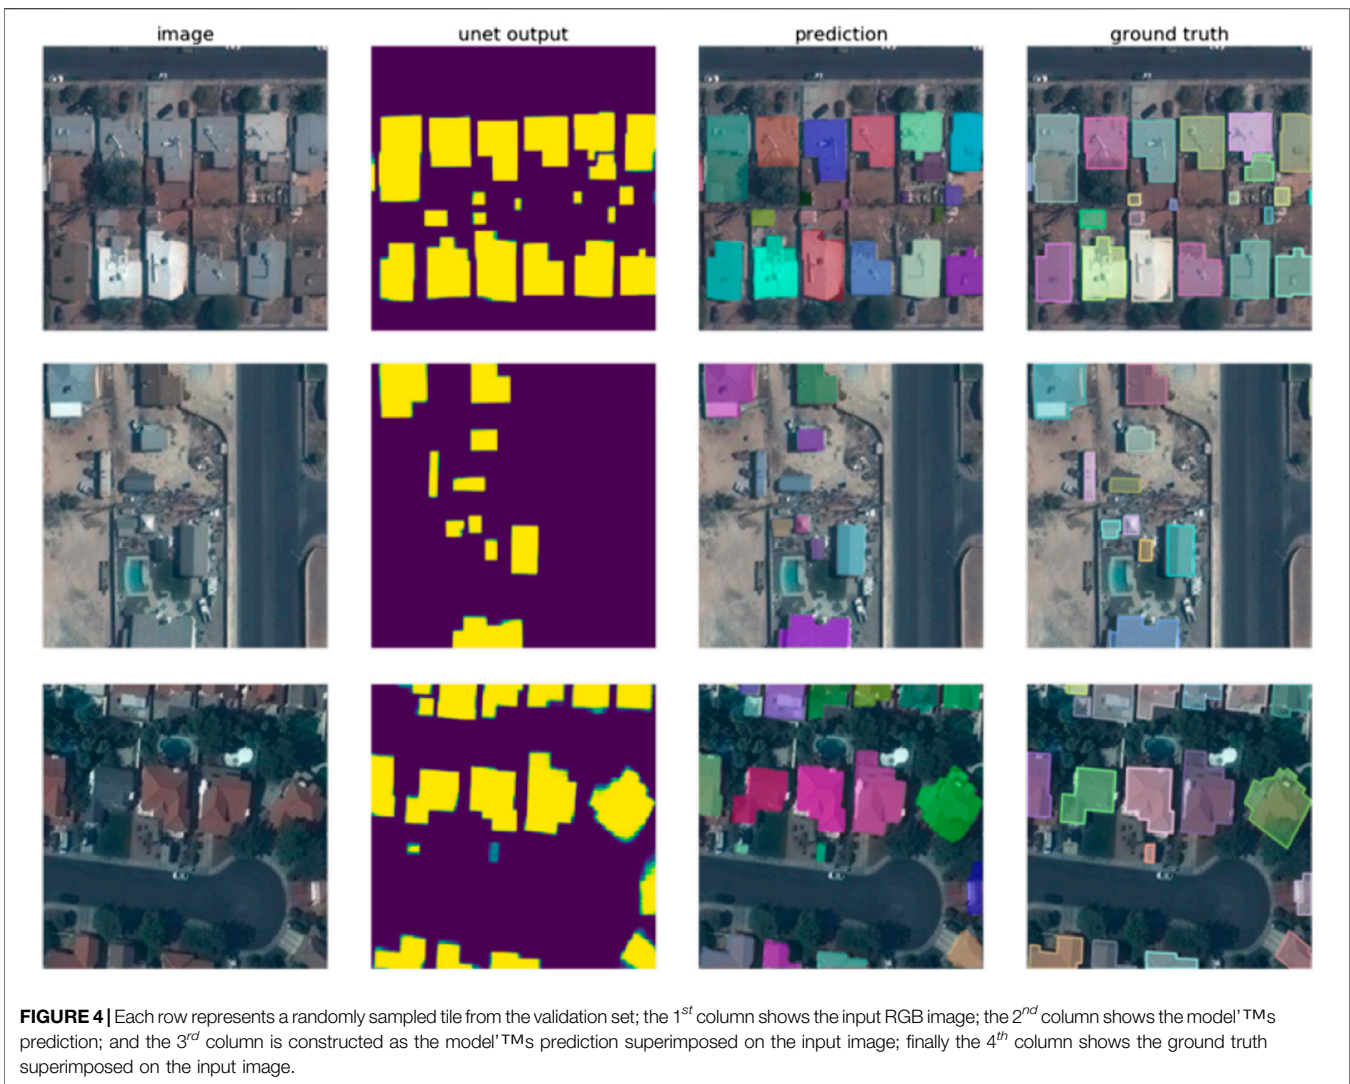 image unet output prediction ground truth
FIGURE 4 | Each row represents a randomly sampled tile from the validation set; the 1st column shows the input RGB image; the 2nd column shows the model’™s
prediction; and the 3rd column is constructed as the model’™s prediction superimposed on the input image; finally the 4th column shows the ground truth
superimposed on the input image.